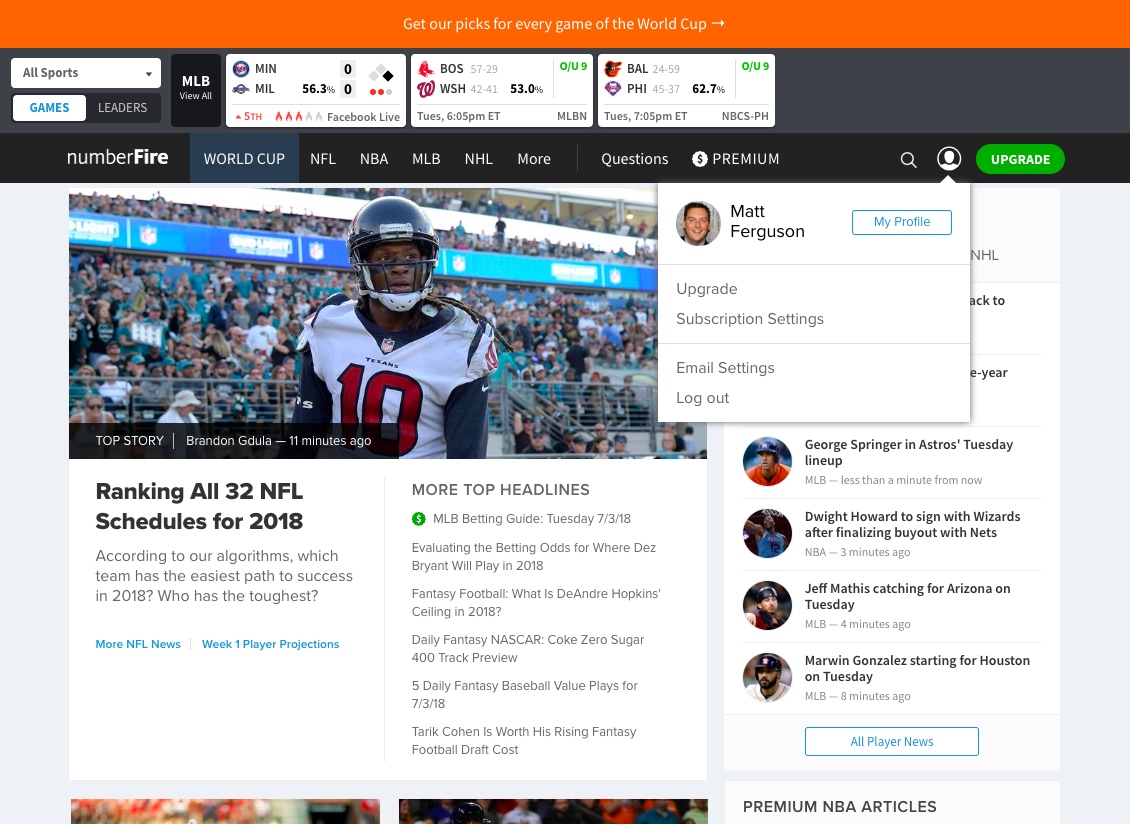 Get our picks for every game of the World Cup →
All Sports
GAMES LEADERS
MLB
View All
MIN 0
MIL 56.3% 0
5TH Facebook Live
BOS 57-29 O/U 9
WSH 42-41 53.0%
Tues, 6:05pm ET MLBN
BAL 24-59 O/U 9
PHI 45-37 62.7%
Tues, 7:05pm ET NBCS-PH
numberFire WORLD CUP NFL NBA MLB NHL More Questions $ PREMIUM UPGRADE
Matt
Ferguson
My Profile
Upgrade
Subscription Settings
Email Settings
Log out
NHL
ack to
e-year
BUD LIGHT
TEXANS
10
TOP STORY Brandon Gdula — 11 minutes ago
Ranking All 32 NFL
Schedules for 2018
According to our algorithms, which
team has the easiest path to success
in 2018? Who has the toughest?
More NFL News Week 1 Player Projections
MORE TOP HEADLINES
$ MLB Betting Guide: Tuesday 7/3/18
Evaluating the Betting Odds for Where Dez
Bryant Will Play in 2018
Fantasy Football: What Is DeAndre Hopkins'
Ceiling in 2018?
Daily Fantasy NASCAR: Coke Zero Sugar
400 Track Preview
5 Daily Fantasy Baseball Value Plays for
7/3/18
Tarik Cohen Is Worth His Rising Fantasy
Football Draft Cost
George Springer in Astros' Tuesday
lineup
MLB — less than a minute from now
Dwight Howard to sign with Wizards
after finalizing buyout with Nets
NBA — 3 minutes ago
Jeff Mathis catching for Arizona on
Tuesday
MLB — 4 minutes ago
Marwin Gonzalez starting for Houston
on Tuesday
MLB — 8 minutes ago
All Player News
PREMIUM NBA ARTICLES